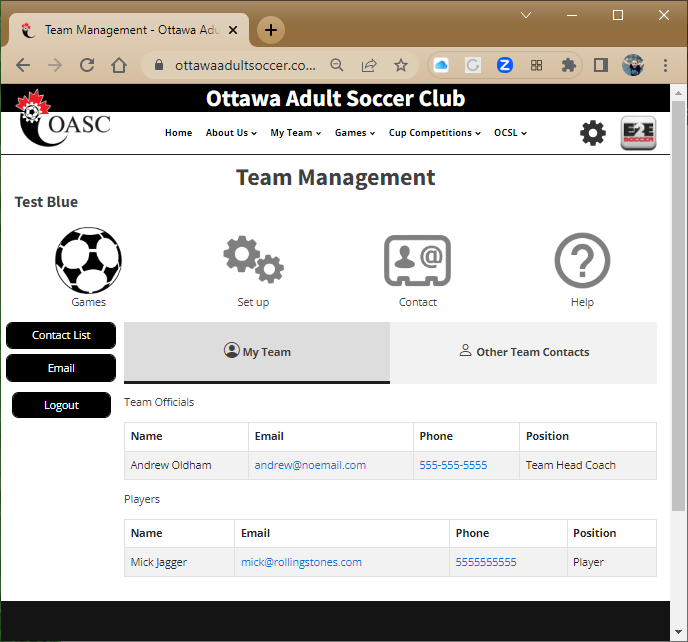 Team Management - Ottawa Adu
ottawaadultsoccer.co...
Ottawa Adult Soccer Club
OASC
Home About Us My Team Games Cup Competitions OCSL
E2E
SOCCER
Team Management
Test Blue
Games Set up Contact Help
Contact List
Email
Logout
My Team Other Team Contacts
Team Officials
Name Email Phone Position
Andrew Oldham andrew@noemail.com 555-555-5555 Team Head Coach
Players
Name Email Phone Position
Mick Jagger mick@rollingstones.com 5555555555 Player